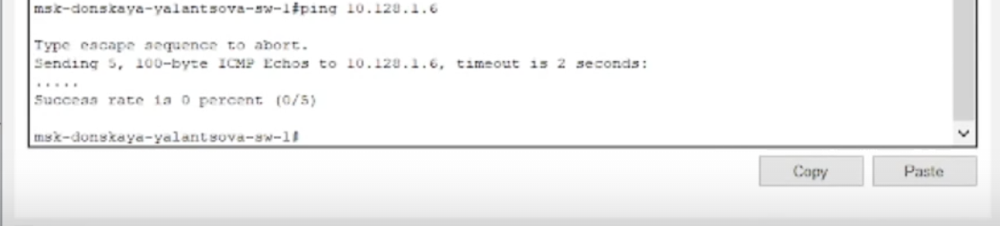 msk-donskaya-yalantsova-sw-1#ping 10.128.1.6
Type escape sequence to abort.
Sending 5, 100-byte ICMP Echos to 10.128.1.6, timeout is 2 seconds:
.....
Success rate is 0 percent (0/5)
msk-donskaya-yalantsova-sw-1#
Copy Paste